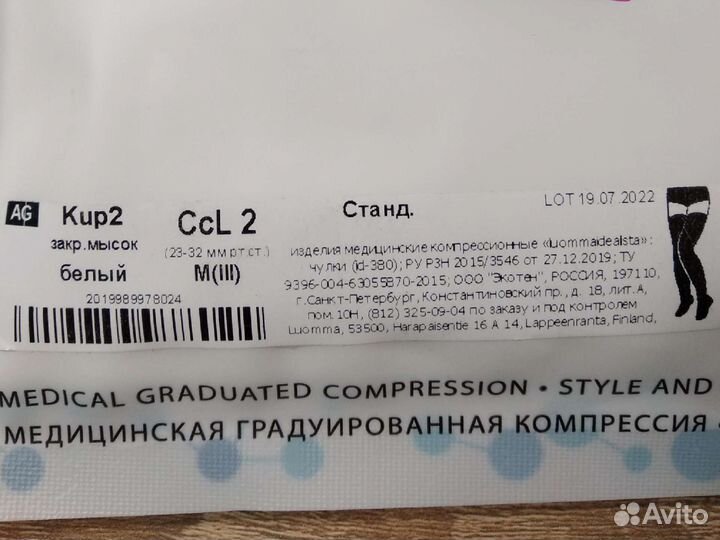 AG
Kup2
закр.мысок
белый
CcL 2
(23-32 мм рт.ст.)
M(III)
2019989978024
Станд.
LOT 19.07.2022
изделия медицинские компрессионные «luommaidealsta»:
чулки (id-380); РУ РЗН 2015/3546 от 27.12.2019; ТУ
9396-004-63055870-2015; ООО "Экотен", РОССИЯ, 197110,
г.Санкт-Петербург, Константиновский пр., д. 18, лит.А,
пом.10Н, (812) 325-09-04 по заказу и под контролем
Luomma, 53500, Harapaisentie 16 A 14, Lappeenranta, Finland,
MEDICAL GRADUATED COMPRESSION • STYLE AND
МЕДИЦИНСКАЯ ГРАДУИРОВАННАЯ КОМПРЕССИЯ •
Avito